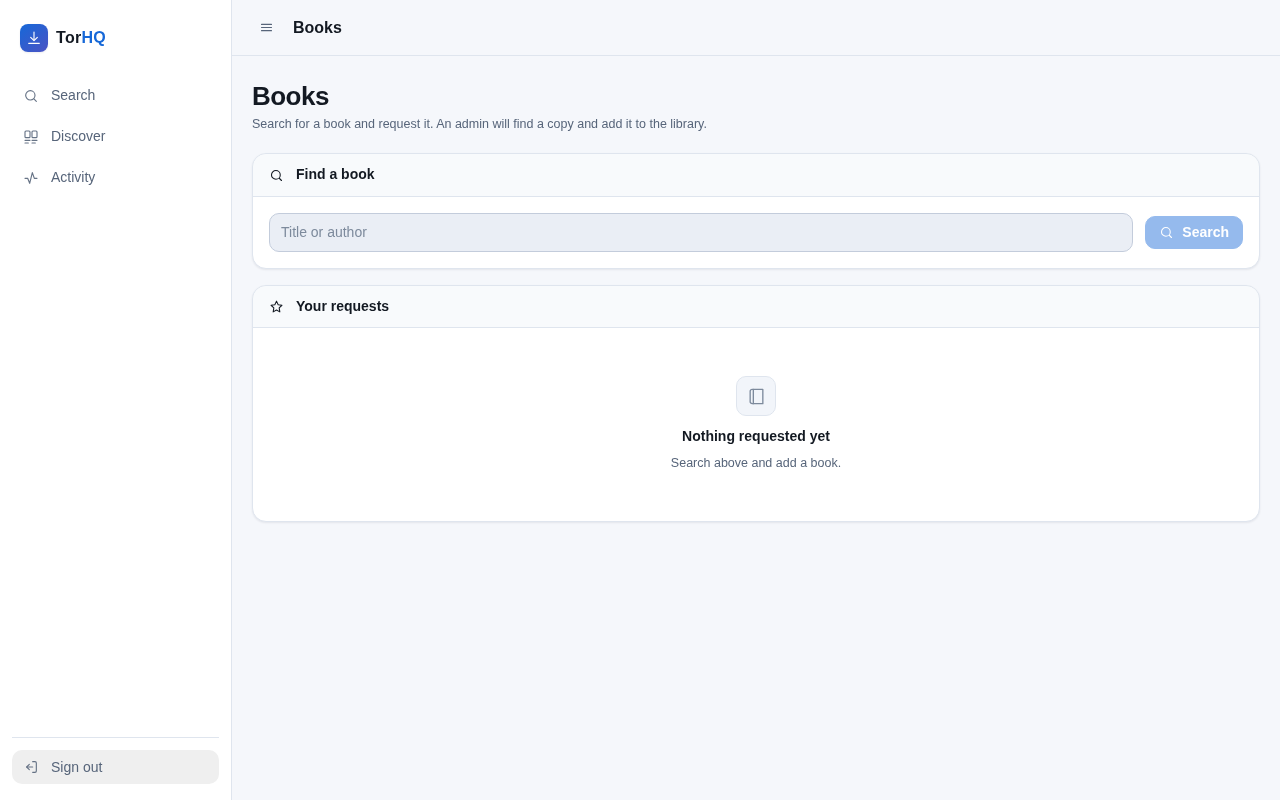 TorHQ
Search
Discover
Activity
Sign out
Books
Books
Search for a book and request it. An admin will find a copy and add it to the library.
Find a book
Title or author
Search
Your requests
Nothing requested yet
Search above and add a book.